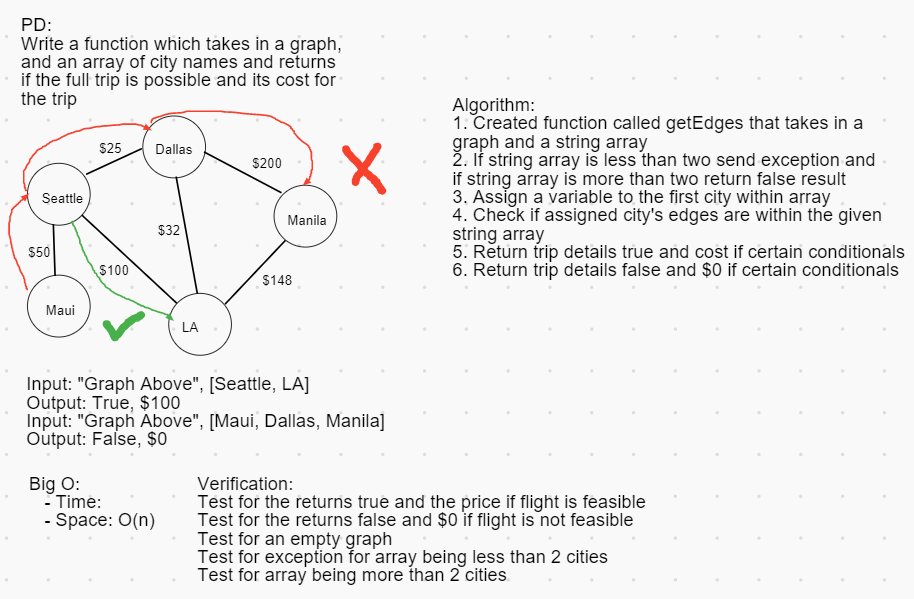 PD:
Write a function which takes in a graph,
and an array of city names and returns
if the full trip is possible and its cost for
the trip
$25
Dallas
$200
Seattle
Manila
$32
$50
$100
$148
Maui
LA
Algorithm:
1. Created function called getEdges that takes in a
graph and a string array
2. If string array is less than two send exception and
if string array is more than two return false result
3. Assign a variable to the first city within array
4. Check if assigned city's edges are within the given
string array
5. Return trip details true and cost if certain conditionals
6. Return trip details false and $0 if certain conditionals
Input: "Graph Above", [Seattle, LA]
Output: True, $100
Input: "Graph Above", [Maui, Dallas, Manila]
Output: False, $0
Big O:
- Time:
- Space: O(n)
Verification:
Test for the returns true and the price if flight is feasible
Test for the returns false and $0 if flight is not feasible
Test for an empty graph
Test for exception for array being less than 2 cities
Test for array being more than 2 cities